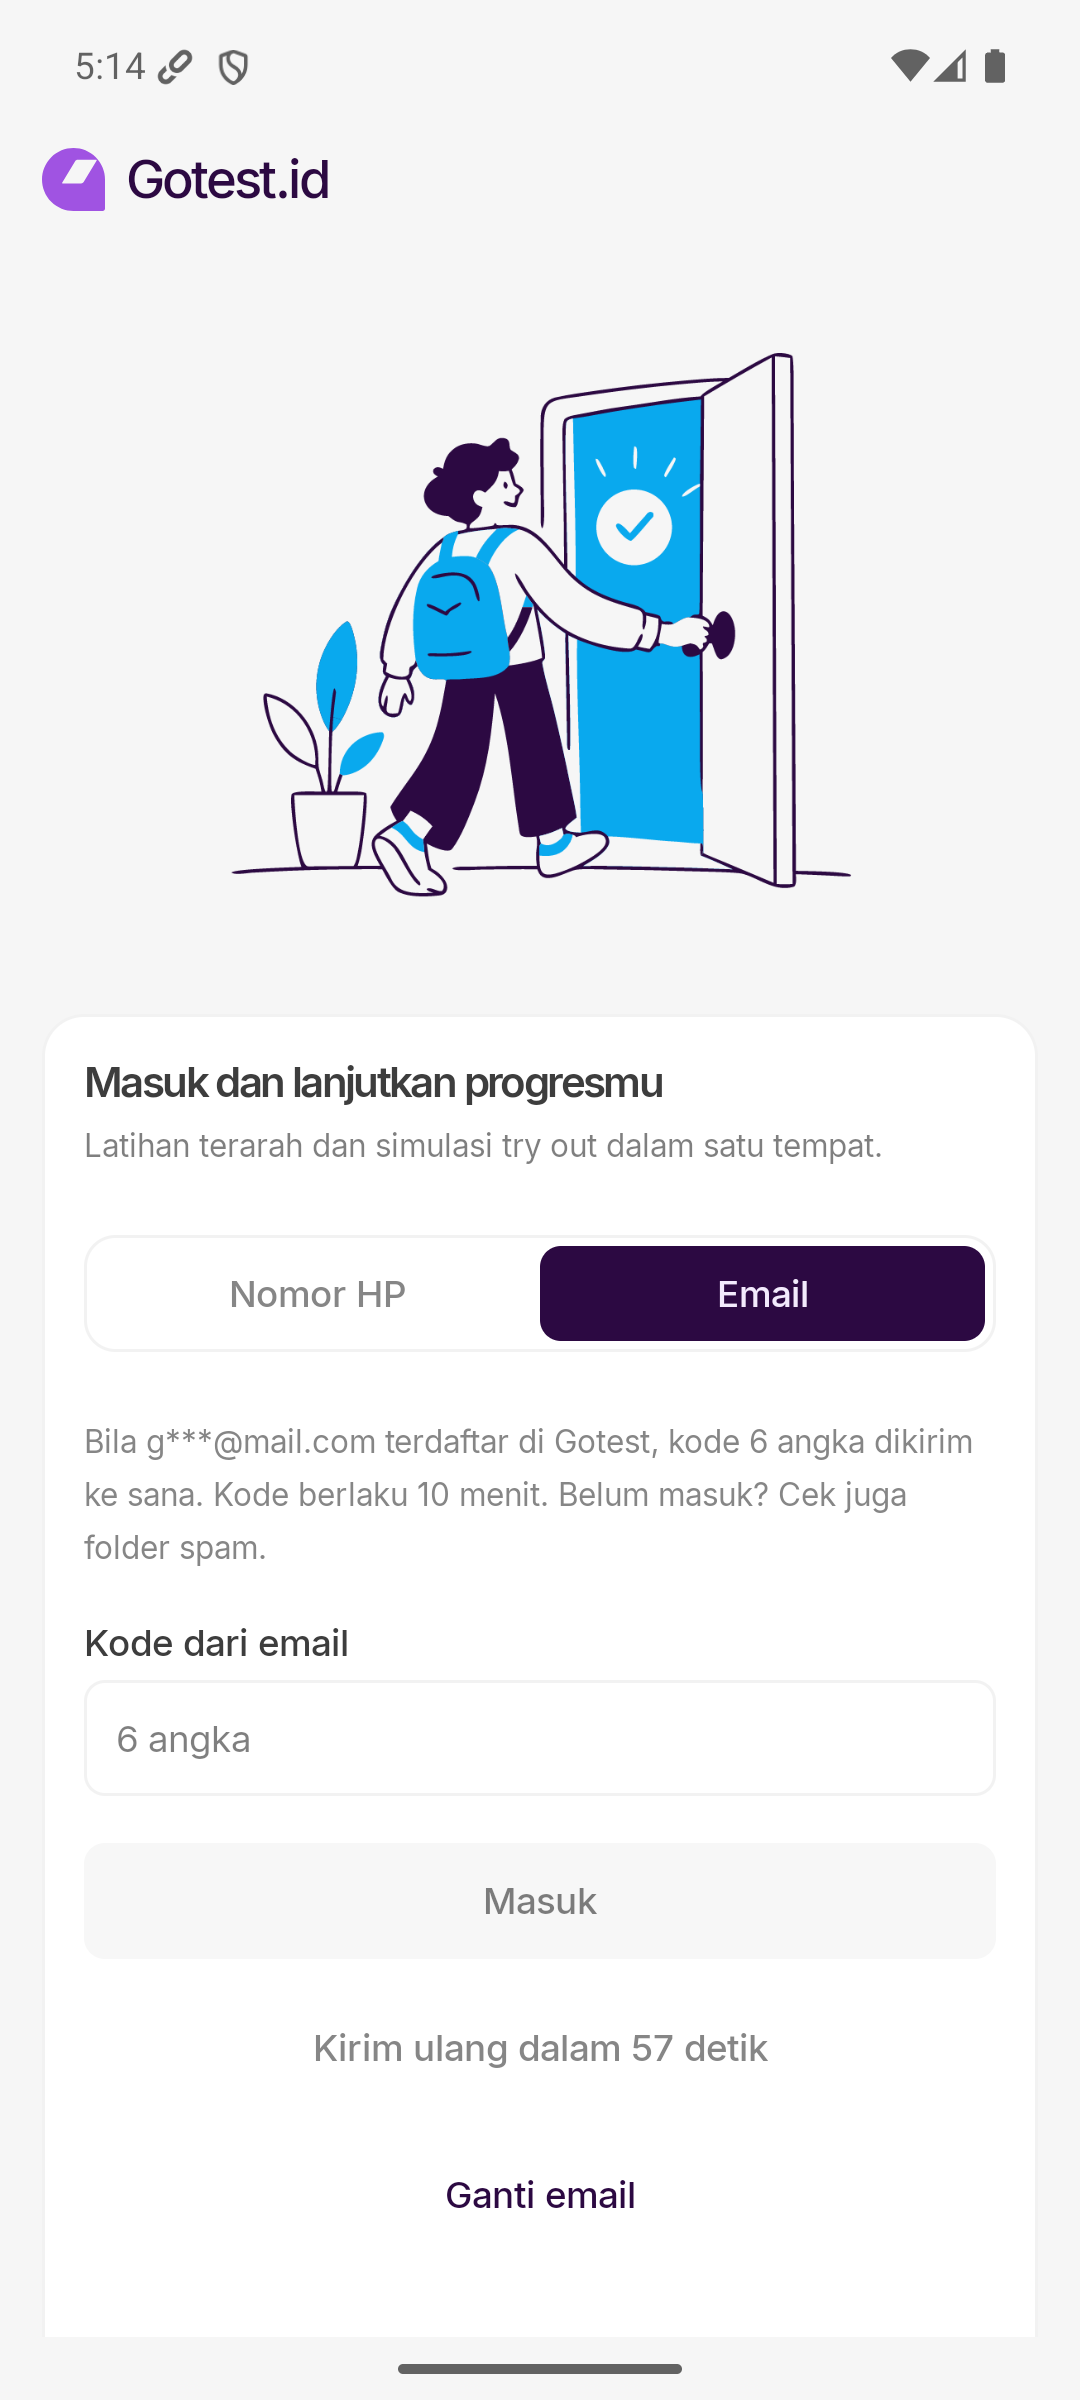 5:14
Gotest.id
Masuk dan lanjutkan progresmu
Latihan terarah dan simulasi try out dalam satu tempat.
Nomor HP
Email
Bila g***@mail.com terdaftar di Gotest, kode 6 angka dikirim
ke sana. Kode berlaku 10 menit. Belum masuk? Cek juga
folder spam.
Kode dari email
6 angka
Masuk
Kirim ulang dalam 57 detik
Ganti email